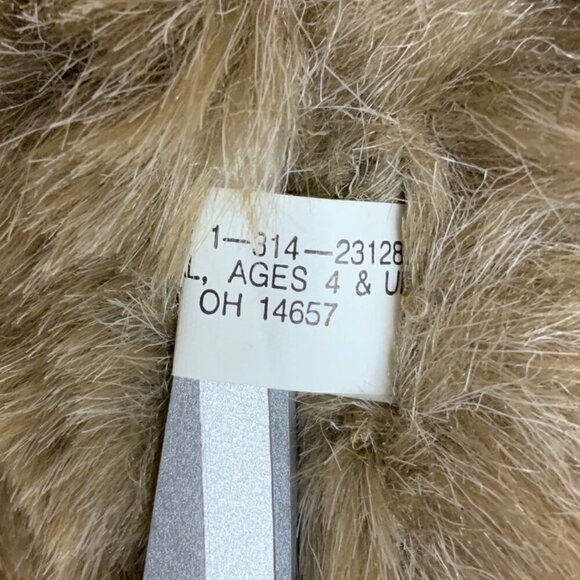 1-314-23128
L, AGES 4 & U
OH 14657